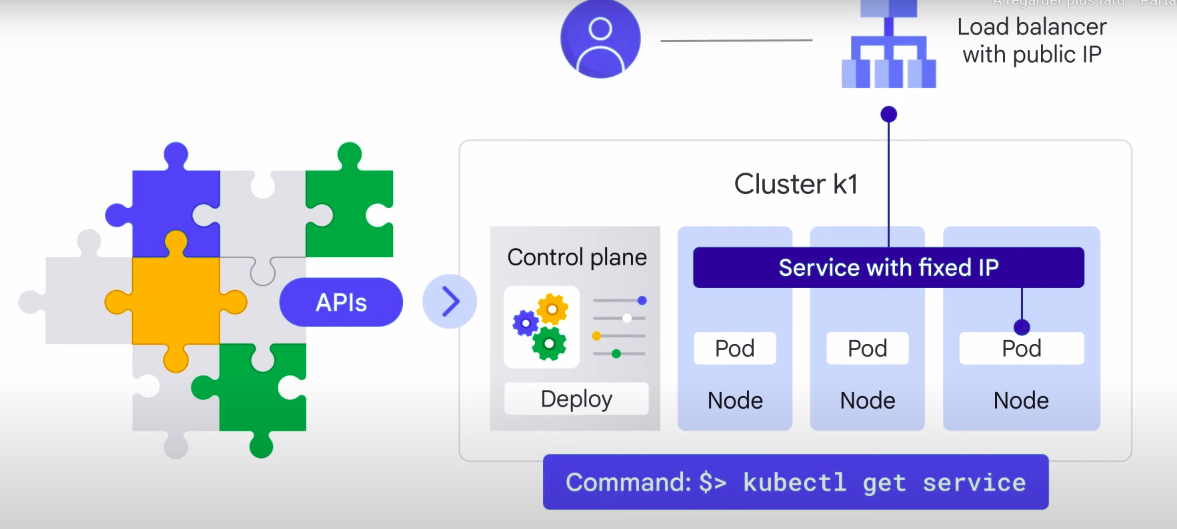 À regarder plus tard
Load balancer
with public IP
Cluster k1
Control plane
Service with fixed IP
APIs
Pod
Pod
Pod
Deploy
Node
Node
Node
Command: $> kubectl get service